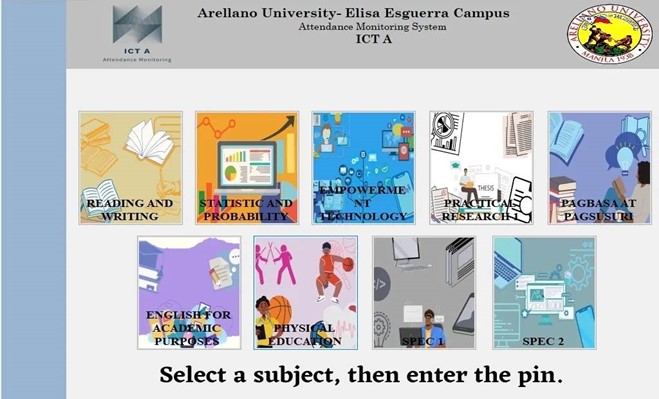 Arellano University- Elisa Esguerra Campus
Attendance Monitoring System
ICT A
ICT A
Attendance Monitoring
ARELLANO UNIVERSITY
MANILA 1938
READING AND
WRITING
STATISTIC AND
PROBABILITY
EMPOWERME
NT
TECHNOLOGY
PRACTICAL
RESEARCH 1
THESIS
PAGBASA AT
PAGSUSURI
ENGLISH FOR
ACADEMIC
PURPOSES
PHYSICAL
EDUCATION
SPEC 1
SPEC 2
Select a subject, then enter the pin.